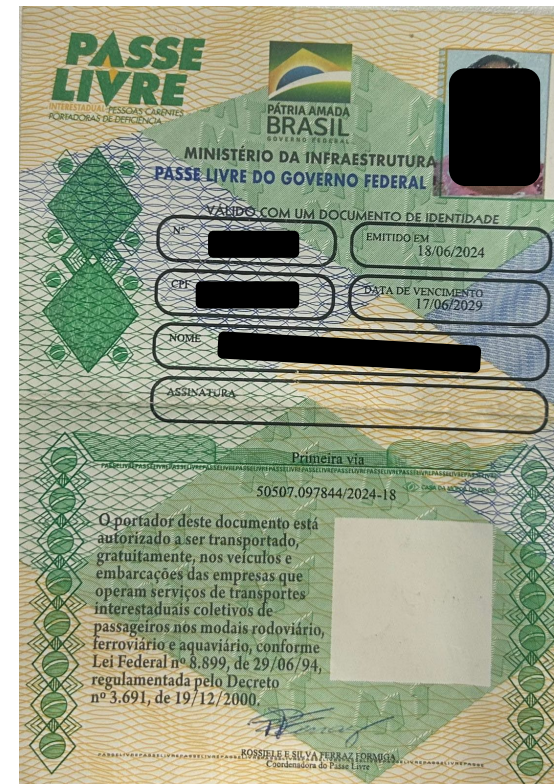 PASSE
LIVRE
INTERESTADUAL-PESSOAS CARENTES
PORTADORAS DE DEFICIÊNCIA
PÁTRIA AMADA
BRASIL
GOVERNO FEDERAL
MINISTÉRIO DA INFRAESTRUTURA
PASSE LIVRE DO GOVERNO FEDERAL
VÁLIDO COM UM DOCUMENTO DE IDENTIDADE
Nº
EMITIDO EM
18/06/2024
CPF
DATA DE VENCIMENTO
17/06/2029
NOME
ASSINATURA
Primeira via
50507.097844/2024-18
CASA DA MOEDA DO BRASIL
O portador deste documento está
autorizado a ser transportado,
gratuitamente, nos veículos e
embarcações das empresas que
operam serviços de transportes
interestaduais coletivos de
passageiros nos modais rodoviário,
ferroviário e aquaviário, conforme
Lei Federal nº 8.899, de 29/06/94,
regulamentada pelo Decreto
nº 3.691, de 19/12/2000.
ROSSIELE E SILVA FERRAZ FORMIGA
Coordenadora do Passe Livre